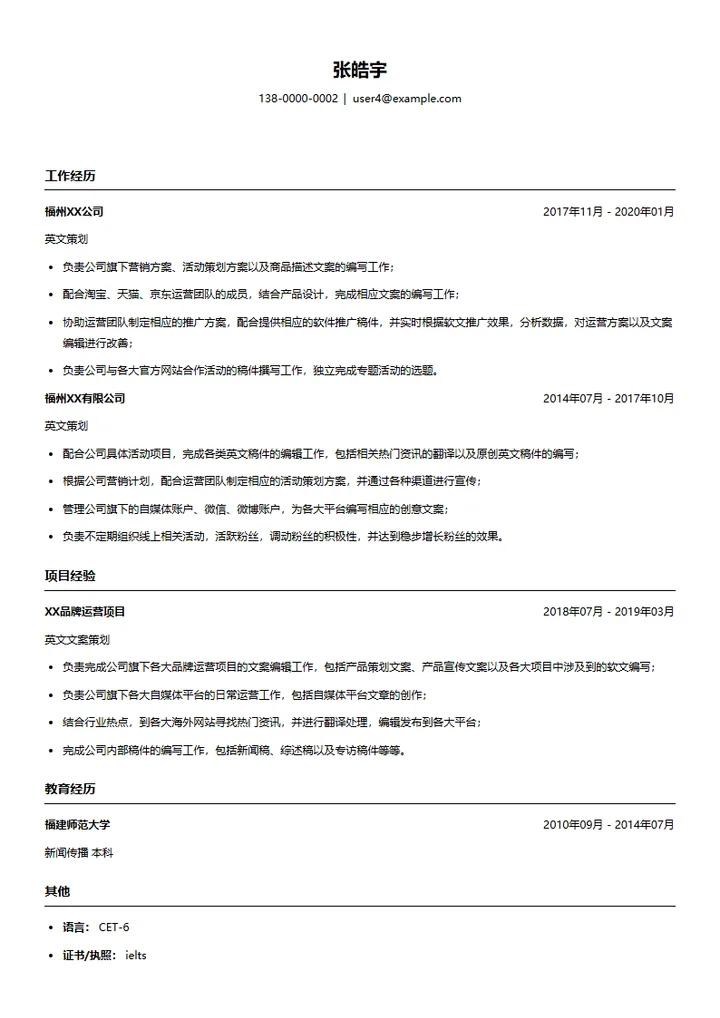 张皓宇
138-0000-0002 | user4@example.com
工作经历
福州XX公司 2017年11月 - 2020年01月
英文策划
• 负责公司旗下营销方案、活动策划方案以及商品描述文案的编写工作；
• 配合淘宝、天猫、京东运营团队的成员，结合产品设计，完成相应文案的编写工作；
• 协助运营团队制定相应的推广方案，配合提供相应的软件推广稿件，并实时根据软文推广效果，分析数据，对运营方案以及文案
编辑进行改善；
• 负责公司与各大官方网站合作活动的稿件撰写工作，独立完成专题活动的选题。
福州XX有限公司 2014年07月 - 2017年10月
英文策划
• 配合公司具体活动项目，完成各类英文稿件的编辑工作，包括相关热门资讯的翻译以及原创英文稿件的编写；
• 根据公司营销计划，配合运营团队制定相应的活动策划方案，并通过各种渠道进行宣传；
• 管理公司旗下的自媒体账户、微信、微博账户，为各大平台编写相应的创意文案；
• 负责不定期组织线上相关活动，活跃粉丝，调动粉丝的积极性，并达到稳步增长粉丝的效果。
项目经验
XX品牌运营项目 2018年07月 - 2019年03月
英文文案策划
• 负责完成公司旗下各大品牌运营项目的文案编辑工作，包括产品策划文案、产品宣传文案以及各大项目中涉及到的软文编写；
• 负责公司旗下各大自媒体平台的日常运营工作，包括自媒体平台文章的创作；
• 结合行业热点，到各大海外网站寻找热门资讯，并进行翻译处理，编辑发布到各大平台；
• 完成公司内部稿件的编写工作，包括新闻稿、综述稿以及专访稿件等等。
教育经历
福建师范大学 2010年09月 - 2014年07月
新闻传播 本科
其他
• 语言： CET-6
• 证书/执照： ielts